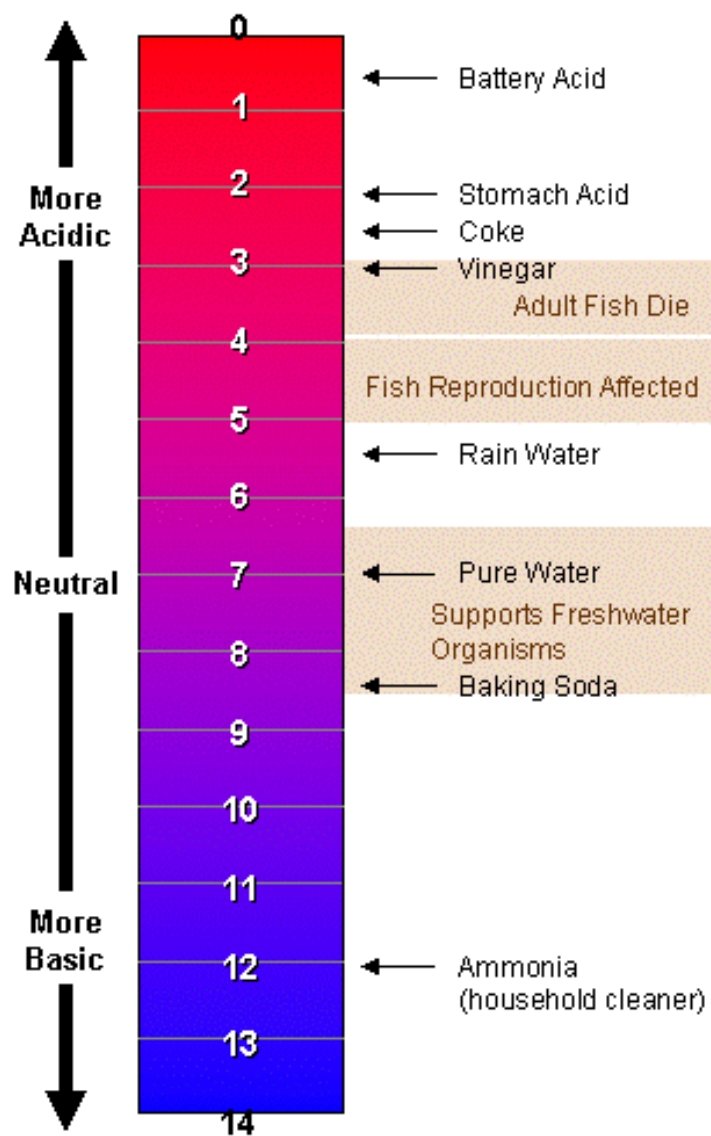 0
Battery Acid
1
2
Stomach Acid
More
Acidic
Coke
3
Vinegar
Adult Fish Die
4
Fish Reproduction Affected
5
Rain Water
6
Neutral
7
Pure Water
Supports Freshwater
Organisms
8
Baking Soda
9
10
11
More
Basic
12
Ammonia
(household cleaner)
13
14